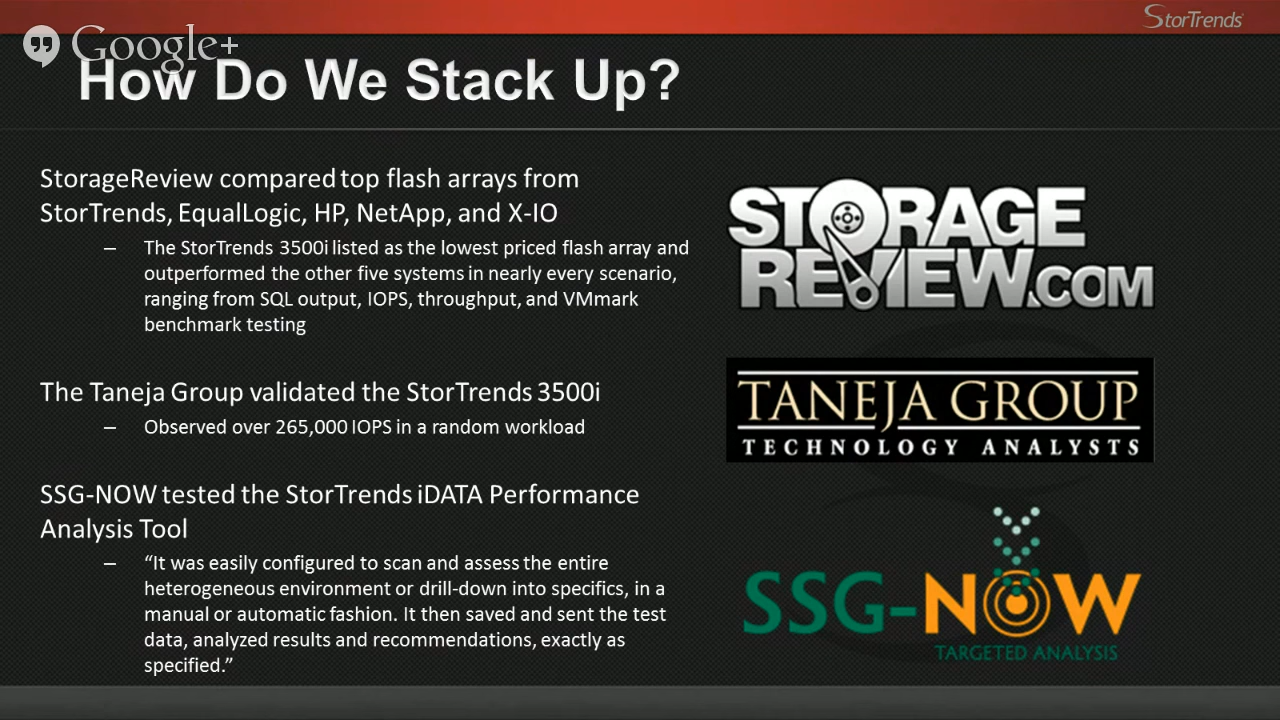 StorTrends
Google+
How Do We Stack Up?
StorageReview compared top flash arrays from
StorTrends, EqualLogic, HP, NetApp, and X-IO
– The StorTrends 3500i listed as the lowest priced flash array and
outperformed the other five systems in nearly every scenario,
ranging from SQL output, IOPS, throughput, and VMmark
benchmark testing
STORAGE
REVIEW.COM
The Taneja Group validated the StorTrends 3500i
– Observed over 265,000 IOPS in a random workload
TANEJA GROUP
TECHNOLOGY ANALYSTS
SSG-NOW tested the StorTrends iDATA Performance
Analysis Tool
– “It was easily configured to scan and assess the entire
heterogeneous environment or drill-down into specifics, in a
manual or automatic fashion. It then saved and sent the test
data, analyzed results and recommendations, exactly as
specified.”
SSG-NOW
TARGETED ANALYSIS